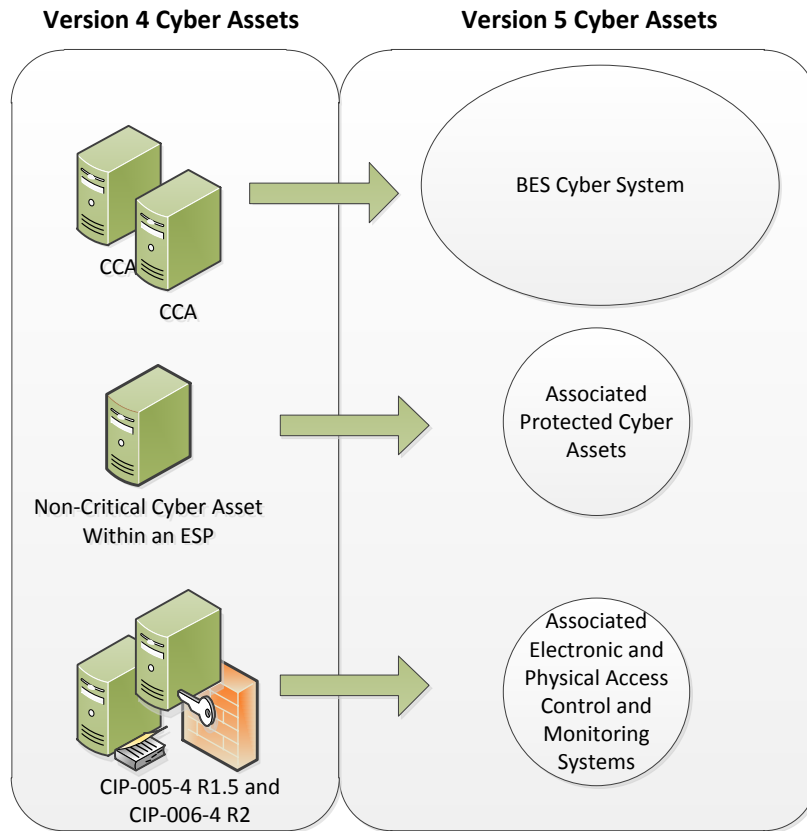 Version 4 Cyber Assets
Version 5 Cyber Assets
CCA
CCA
BES Cyber System
Non-Critical Cyber Asset
Within an ESP
Associated
Protected Cyber
Assets
CIP-005-4 R1.5 and
CIP-006-4 R2
Associated
Electronic and
Physical Access
Control and
Monitoring
Systems